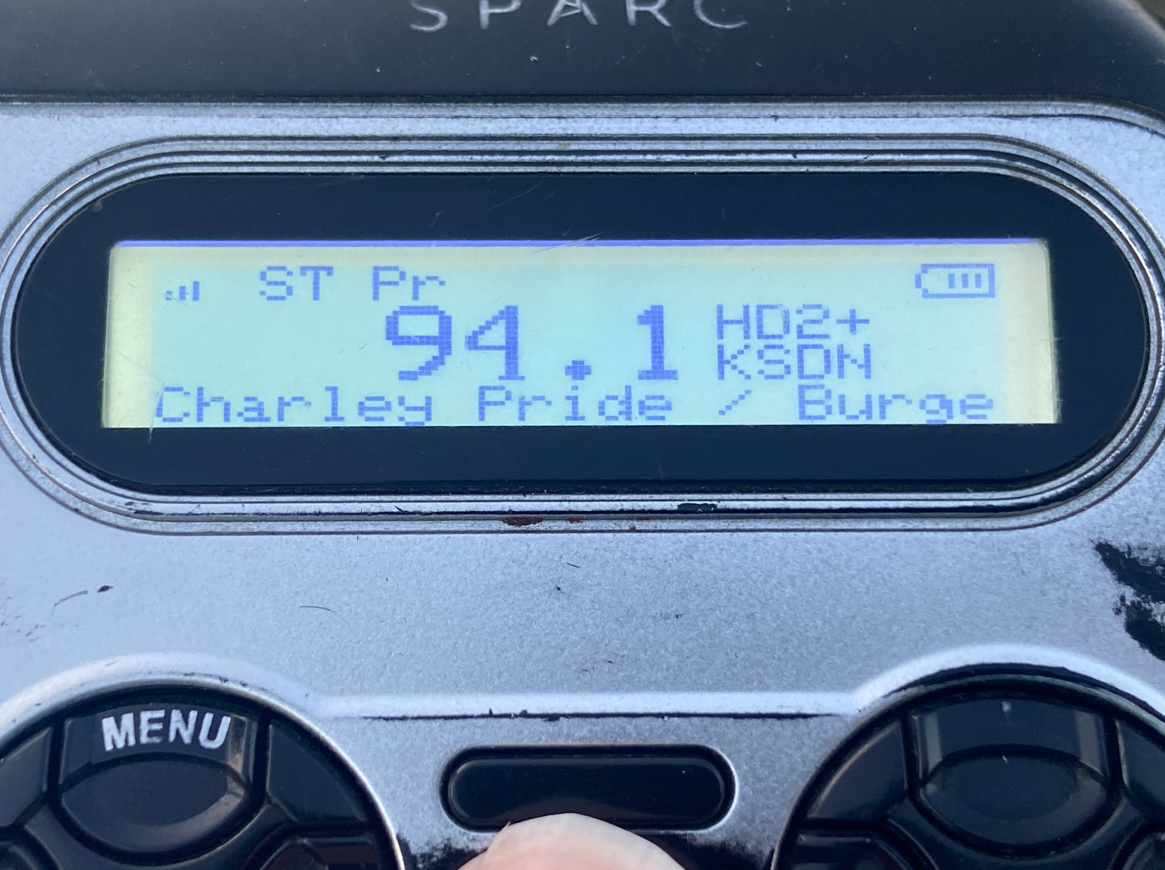 SPARC
ST Pr
94.1 HD2+
KSDN
Charley Pride / Burge
MENU